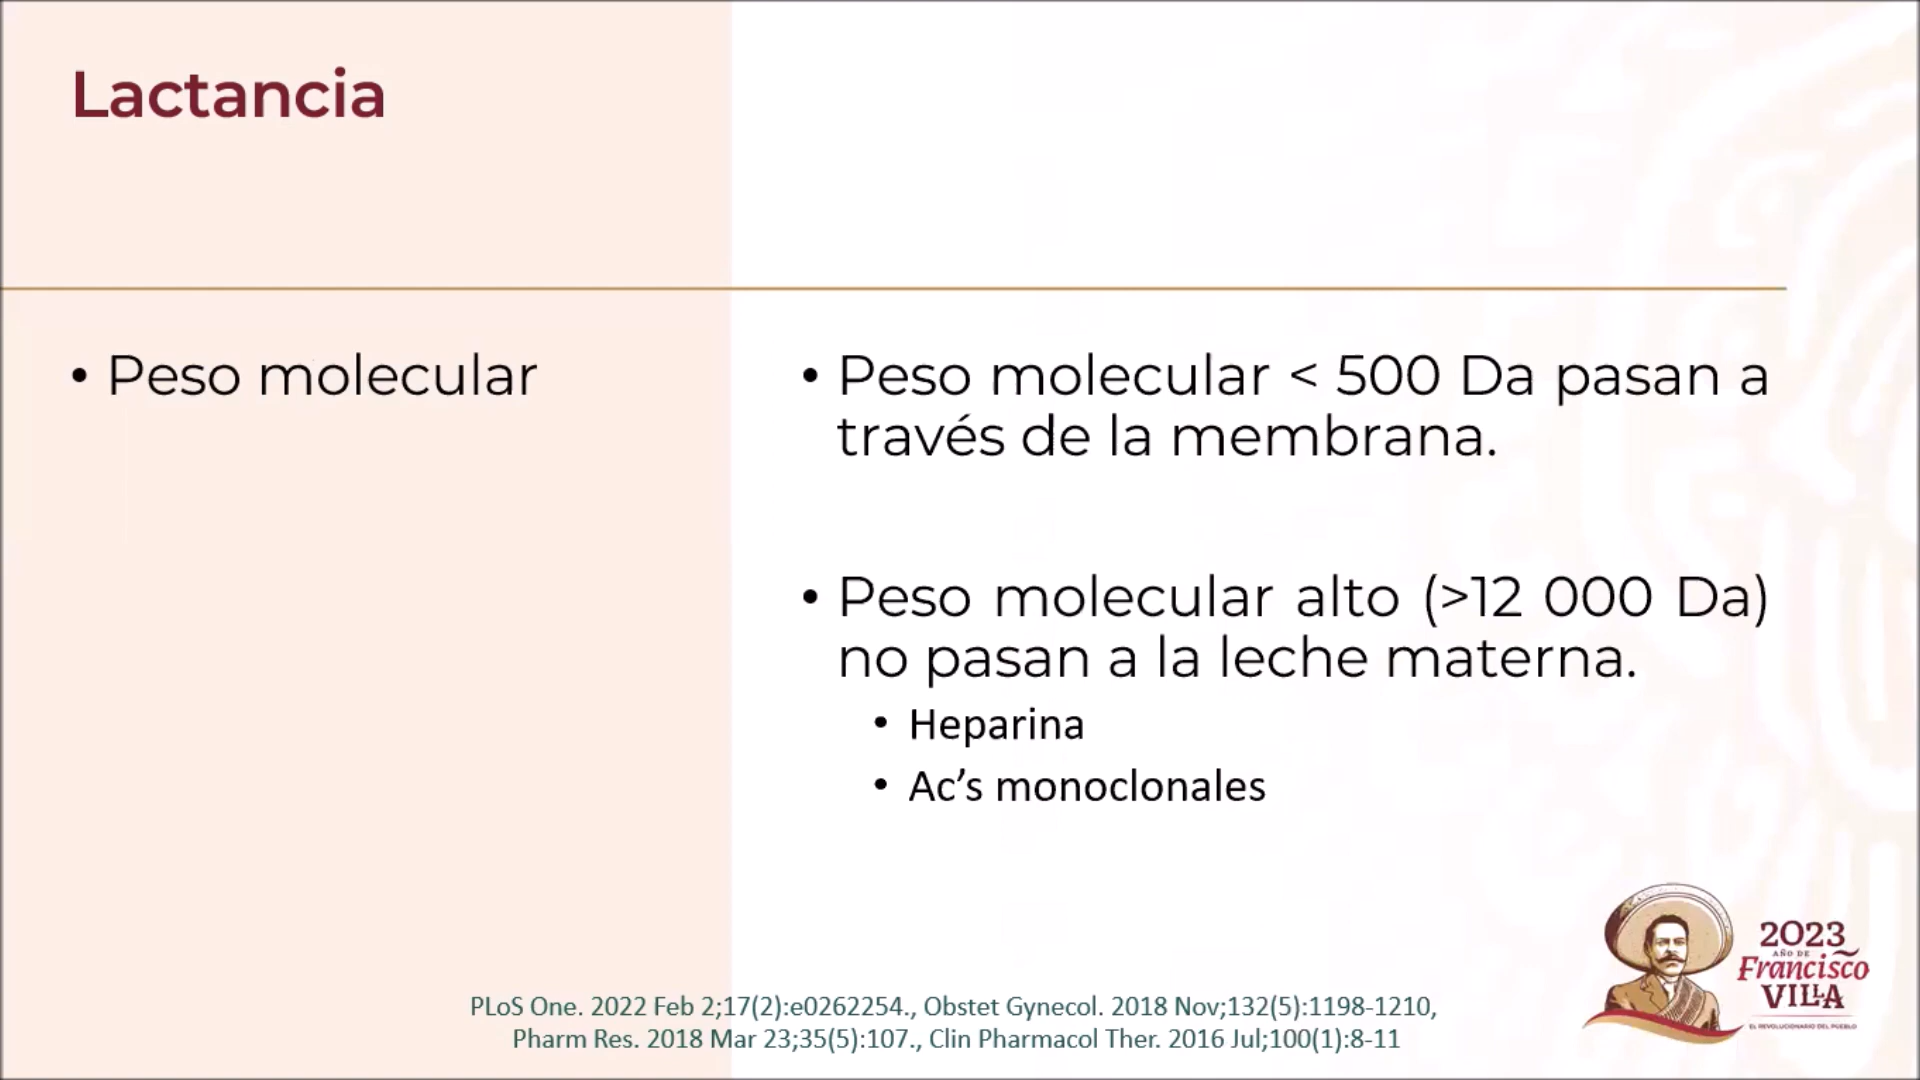 Lactancia
• Peso molecular
• Peso molecular < 500 Da pasan a
través de la membrana.
• Peso molecular alto (>12 000 Da)
no pasan a la leche materna.
• Heparina
• Ac’s monoclonales
PLoS One. 2022 Feb 2;17(2):e0262254., Obstet Gynecol. 2018 Nov;132(5):1198-1210,
Pharm Res. 2018 Mar 23;35(5):107., Clin Pharmacol Ther. 2016 Jul;100(1):8-11
2023
AÑO DE
Francisco
VILLA
EL REVOLUCIONARIO DEL PUEBLO